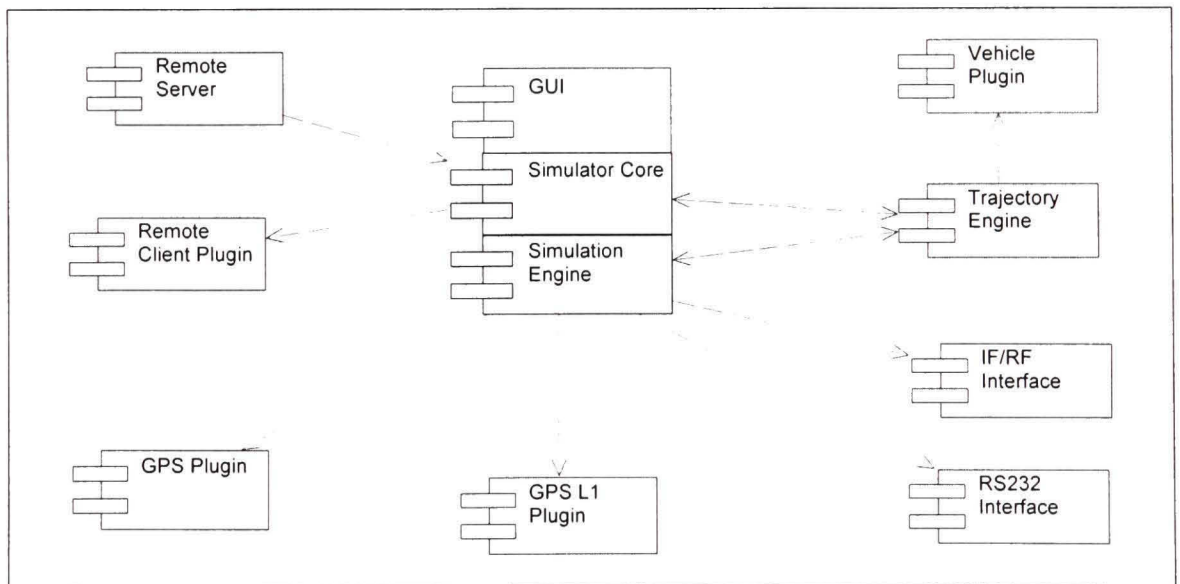 Remote
Server
GUI
Vehicle
Plugin
Simulator Core
Trajectory
Engine
Remote
Client Plugin
Simulation
Engine
IF/RF
Interface
GPS Plugin
GPS L1
Plugin
RS232
Interface